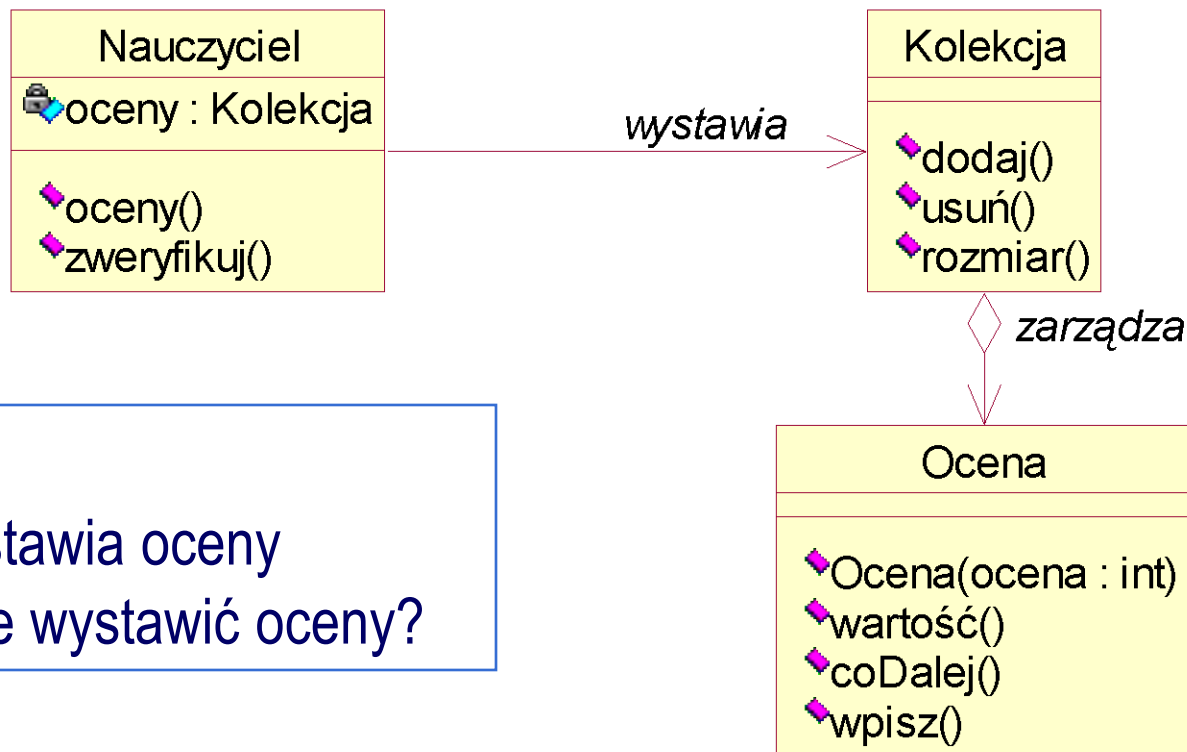 Nauczyciel
oceny : Kolekcja
oceny()
zweryfikuj()
wystawia
Kolekcja
dodaj()
usuń()
rozmiar()
zarządza
stawia oceny
e wystawić oceny?
Ocena
Ocena(ocena : int)
wartość()
coDalej()
wpisz()